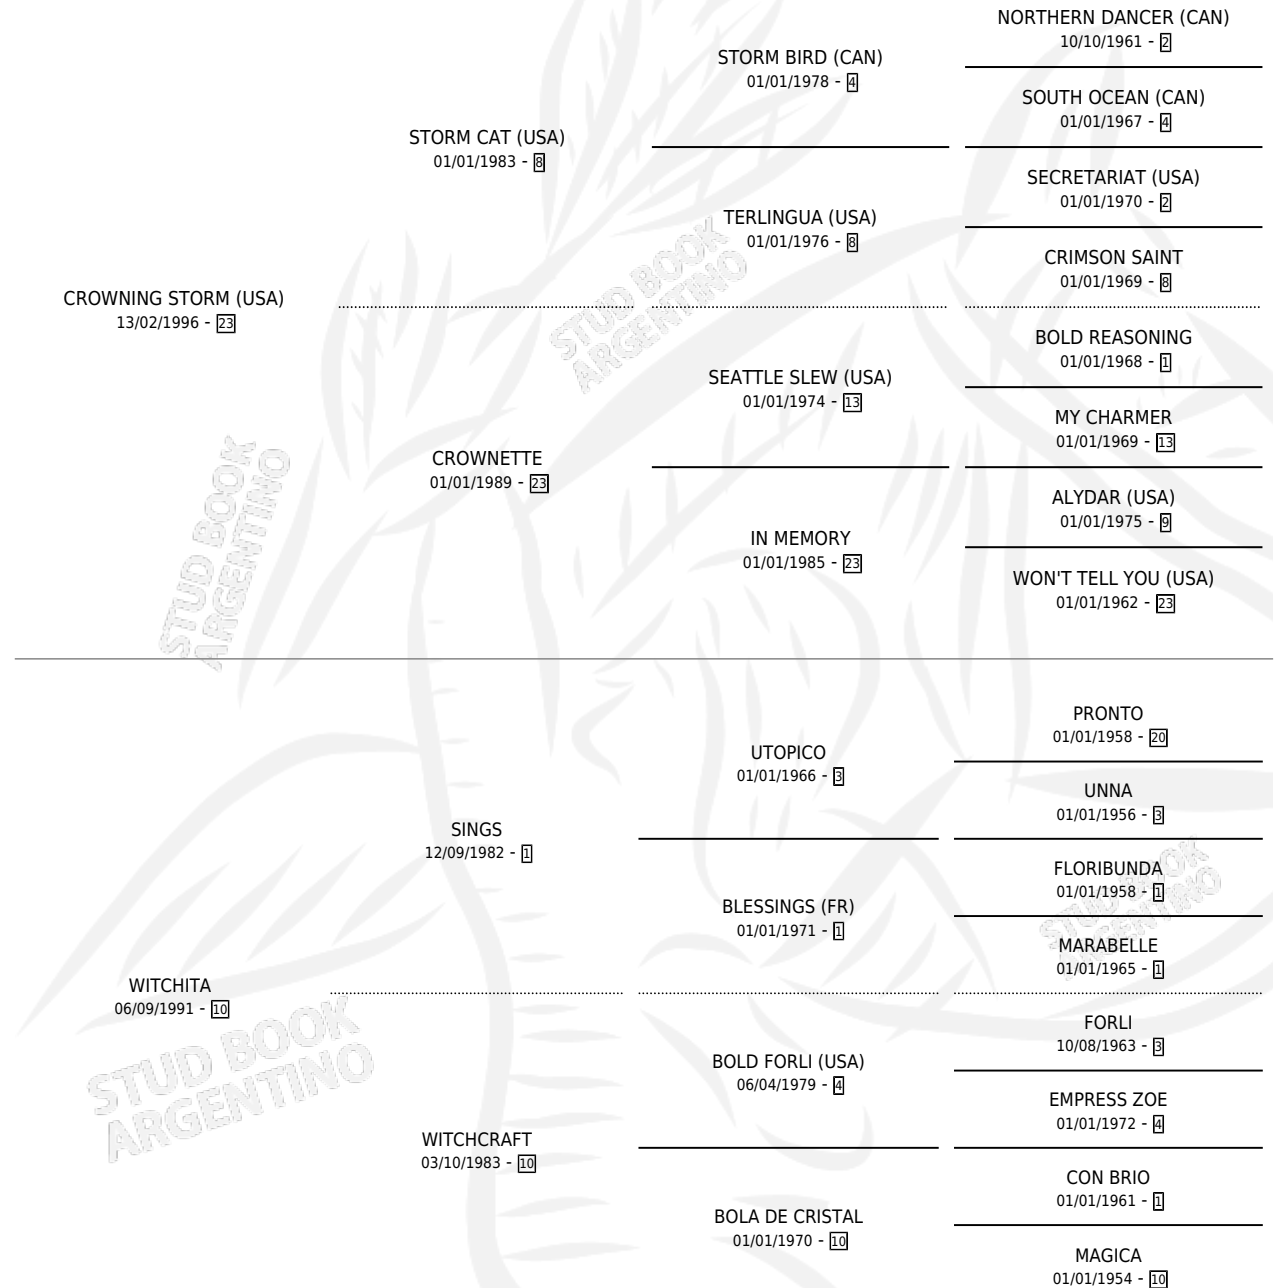 NORTHERN DANCER (CAN)
10/10/1961 - 2
STORM BIRD (CAN)
01/01/1978 - 4
SOUTH OCEAN (CAN)
01/01/1967 - 4
STORM CAT (USA)
01/01/1983 - 8
SECRETARIAT (USA)
01/01/1970 - 2
TERLINGUA (USA)
01/01/1976 - 8
CRIMSON SAINT
01/01/1969 - 8
CROWNING STORM (USA)
13/02/1996 - 23
BOLD REASONING
01/01/1968 - 1
SEATTLE SLEW (USA)
01/01/1974 - 13
MY CHARMER
01/01/1969 - 13
CROWNETTE
01/01/1989 - 23
ALYDAR (USA)
01/01/1975 - 9
IN MEMORY
01/01/1985 - 23
WON'T TELL YOU (USA)
01/01/1962 - 23
PRONTO
01/01/1958 - 20
UTOPICO
01/01/1966 - 3
UNNA
01/01/1956 - 3
SINGS
12/09/1982 - 1
FLORIBUNDA
01/01/1958 - 1
BLESSINGS (FR)
01/01/1971 - 1
MARABELLE
01/01/1965 - 1
WITCHITA
06/09/1991 - 10
FORLI
10/08/1963 - 3
BOLD FORLI (USA)
06/04/1979 - 4
EMPRESS ZOE
01/01/1972 - 4
WITCHCRAFT
03/10/1983 - 10
CON BRIO
01/01/1961 - 1
BOLA DE CRISTAL
01/01/1970 - 10
MAGICA
01/01/1954 - 10
STUD BOOK
ARGENTINO
STUD BOOK
ARGENTINO
STUD BOOK
ARGENTINO
STUD BOOK
ARGENTINO